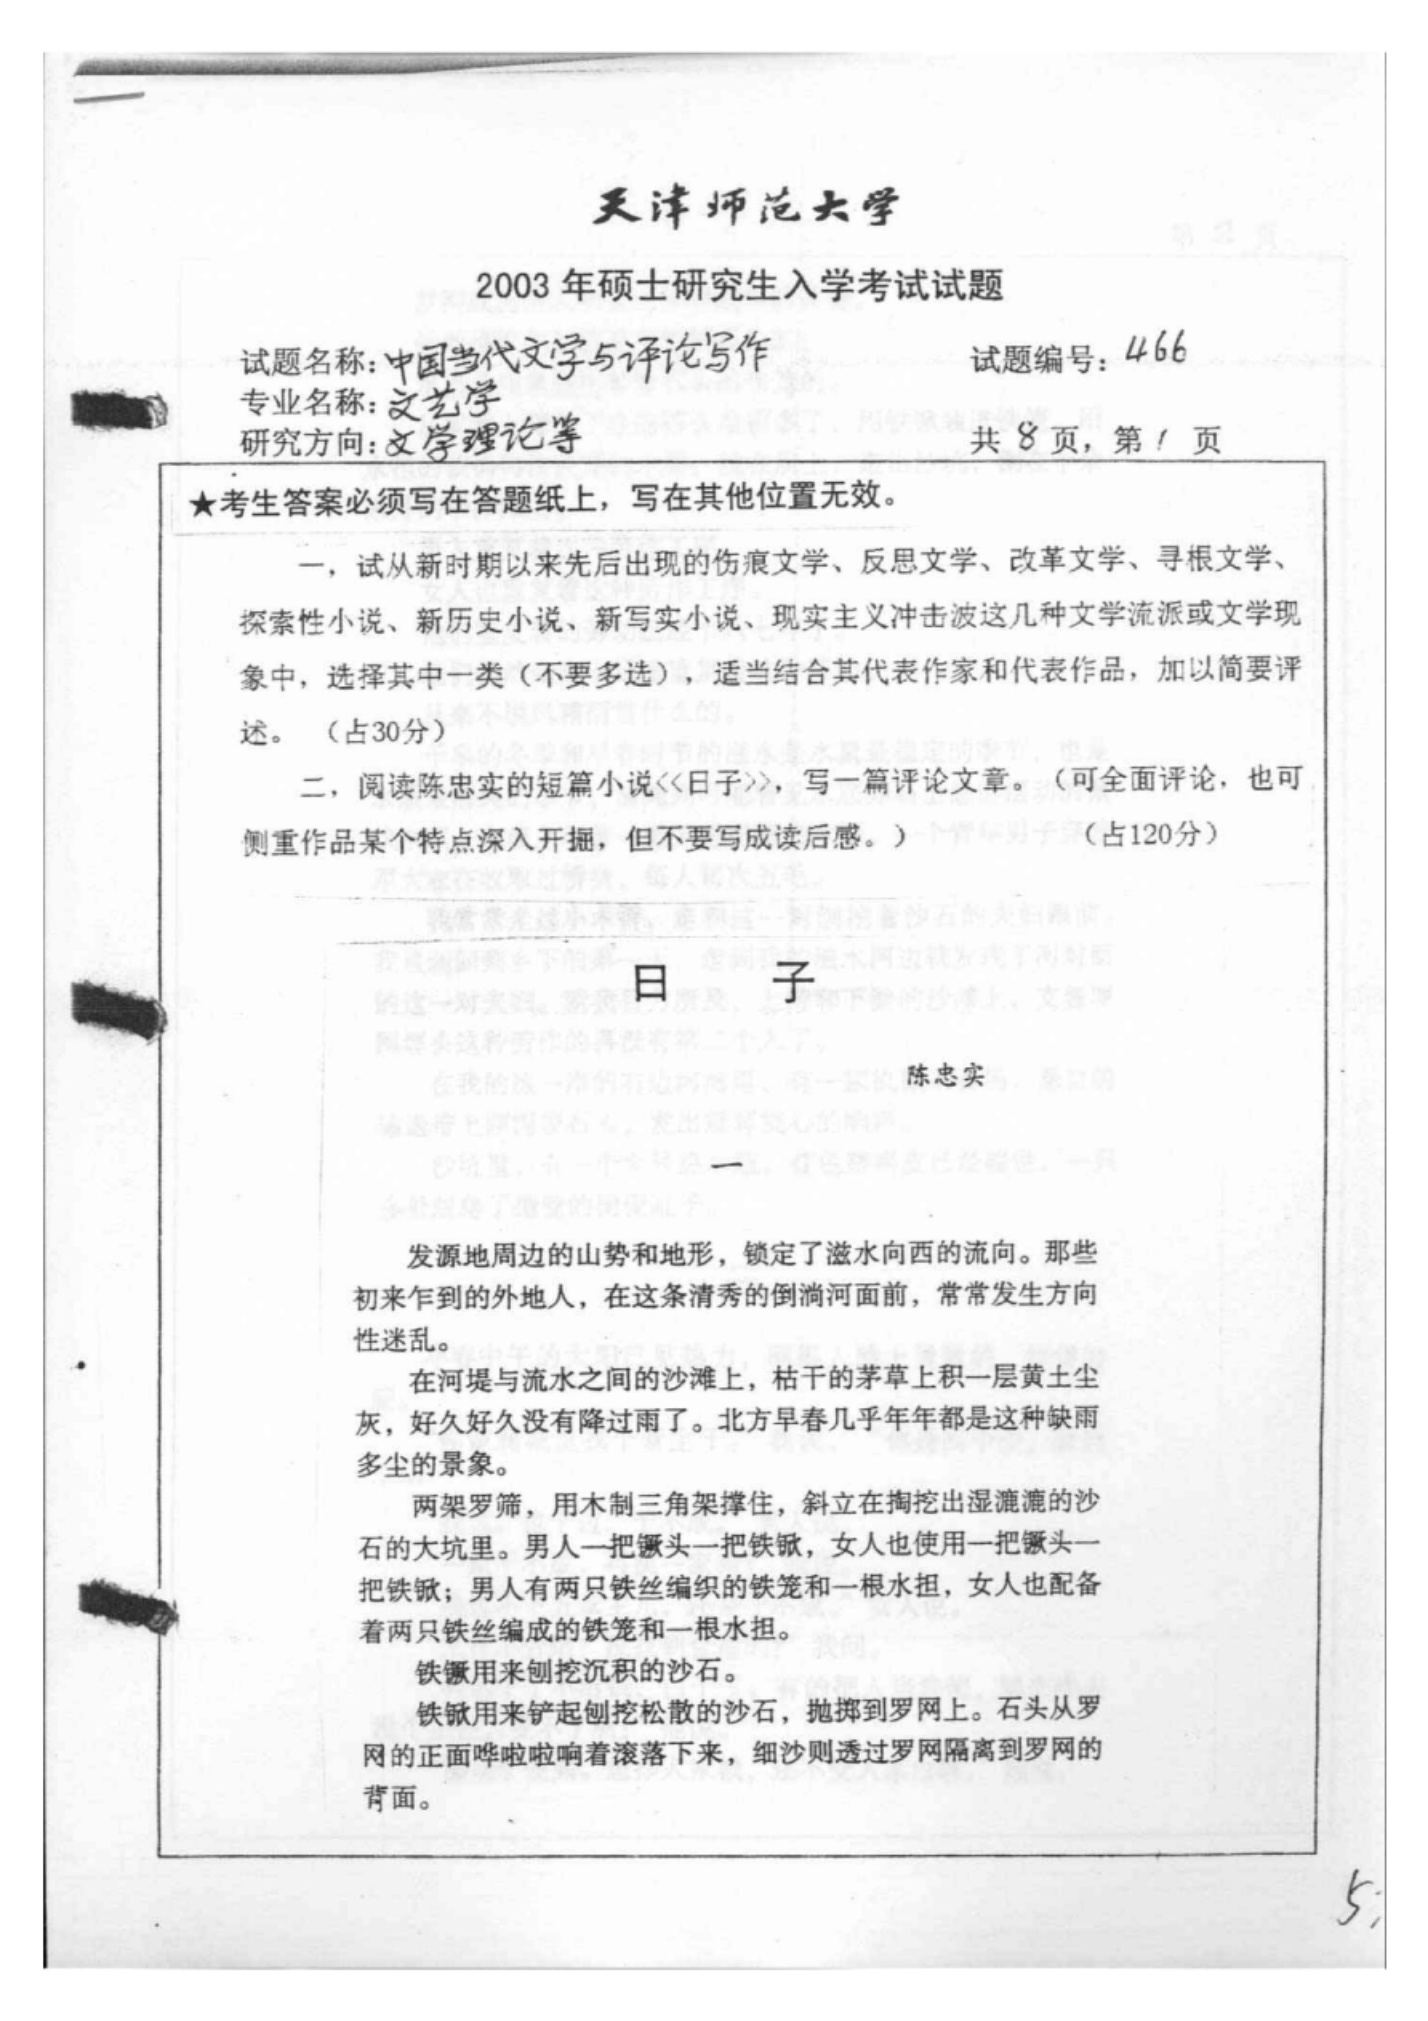 天津师范大学
2003 年硕士研究生入学考试试题
试题名称:中国当代文学与评论写作 试题编号:466
专业名称:文艺学
研究方向:文学理论等 共 8 页，第 1 页
★考生答案必须写在答题纸上，写在其他位置无效。
一，试从新时期以来先后出现的伤痕文学、反思文学、改革文学、寻根文学、
探索性小说、新历史小说、新写实小说、现实主义冲击波这几种文学流派或文学现
象中，选择其中一类（不要多选），适当结合其代表作家和代表作品，加以简要评
述。（占30分）
二，阅读陈忠实的短篇小说<<日子>>，写一篇评论文章。（可全面评论，也可
侧重作品某个特点深入开掘，但不要写成读后感。） （占120分）
日 子
陈忠实
一
发源地周边的山势和地形，锁定了滋水向西的流向。那些
初来乍到的外地人，在这条清秀的倒淌河面前，常常发生方向
性迷乱。
在河堤与流水之间的沙滩上，枯干的茅草上积一层黄土尘
灰，好久好久没有降过雨了。北方早春几乎年年都是这种缺雨
多尘的景象。
两架罗筛，用木制三角架撑住，斜立在掏挖出湿漉漉的沙
石的大坑里。男人一把镢头一把铁锨，女人也使用一把镢头一
把铁锨；男人有两只铁丝编织的铁笼和一根水担，女人也配备
着两只铁丝编成的铁笼和一根水担。
铁镢用来刨挖沉积的沙石。
铁锨用来铲起刨挖松散的沙石，抛掷到罗网上。石头从罗
网的正面哗啦啦响着滚落下来，细沙则透过罗网隔离到罗网的
背面。